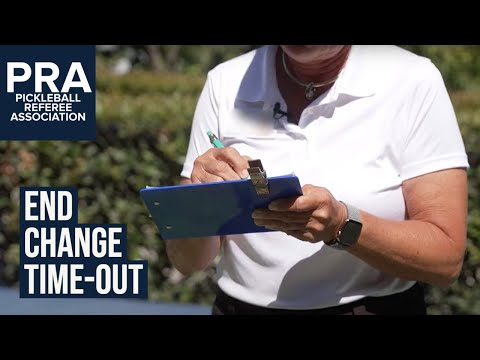 PRA
PICKLEBALL
REFEREE
ASSOCIATION
END
CHANGE
TIME-OUT